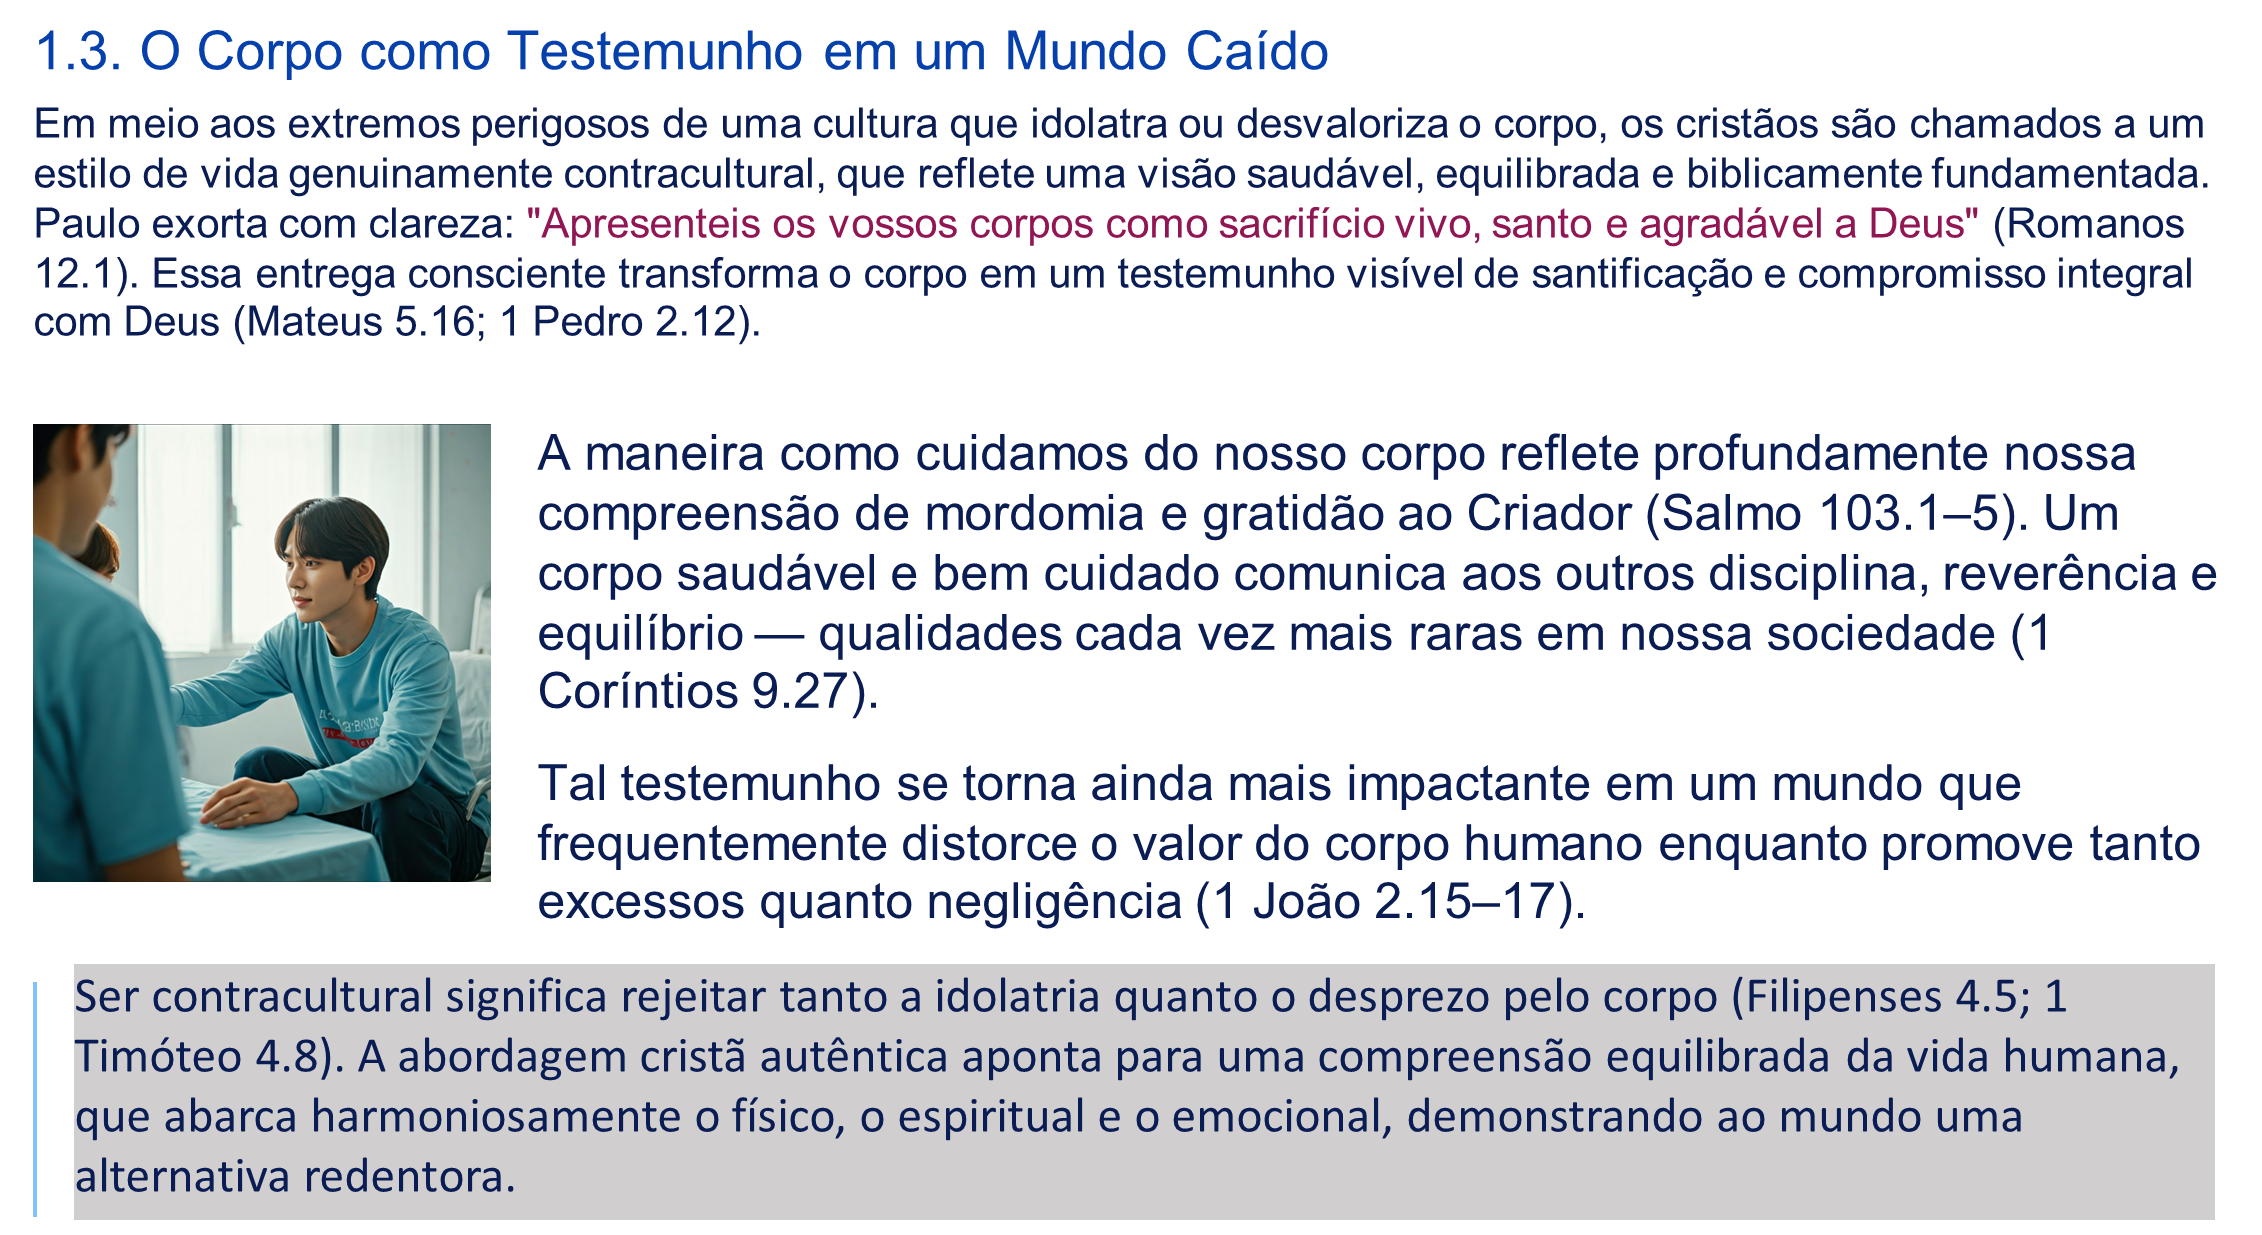 1.3. O Corpo como Testemunho em um Mundo Caído
Em meio aos extremos perigosos de uma cultura que idolatra ou desvaloriza o corpo, os cristãos são chamados a um
estilo de vida genuinamente contracultural, que reflete uma visão saudável, equilibrada e biblicamente fundamentada.
Paulo exorta com clareza: "Apresenteis os vossos corpos como sacrifício vivo, santo e agradável a Deus" (Romanos
12.1). Essa entrega consciente transforma o corpo em um testemunho visível de santificação e compromisso integral
com Deus (Mateus 5.16; 1 Pedro 2.12).
A maneira como cuidamos do nosso corpo reflete profundamente nossa
compreensão de mordomia e gratidão ao Criador (Salmo 103.1–5). Um
corpo saudável e bem cuidado comunica aos outros disciplina, reverência e
equilíbrio — qualidades cada vez mais raras em nossa sociedade (1
Coríntios 9.27).
Tal testemunho se torna ainda mais impactante em um mundo que
frequentemente distorce o valor do corpo humano enquanto promove tanto
excessos quanto negligência (1 João 2.15–17).
Ser contracultural significa rejeitar tanto a idolatria quanto o desprezo pelo corpo (Filipenses 4.5; 1
Timóteo 4.8). A abordagem cristã autêntica aponta para uma compreensão equilibrada da vida humana,
que abarca harmoniosamente o físico, o espiritual e o emocional, demonstrando ao mundo uma
alternativa redentora.